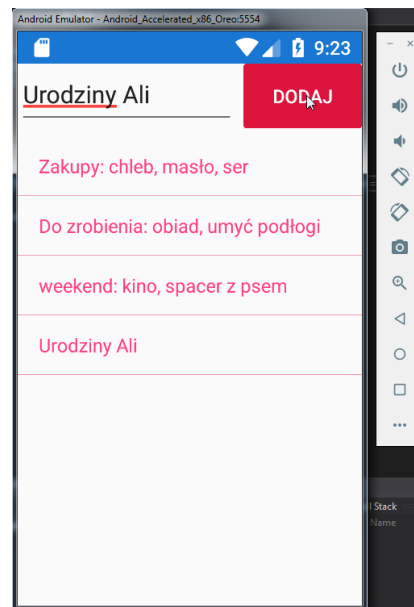 Android Emulator - Android_Accelerated_x86_Oreo:5554
9:23
Urodziny Ali
DODAJ
Zakupy: chleb, masło, ser
Do zrobienia: obiad, umyć podłogi
weekend: kino, spacer z psem
Urodziny Ali
l Stack
Name